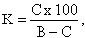 K = C x 100 / B – C ,